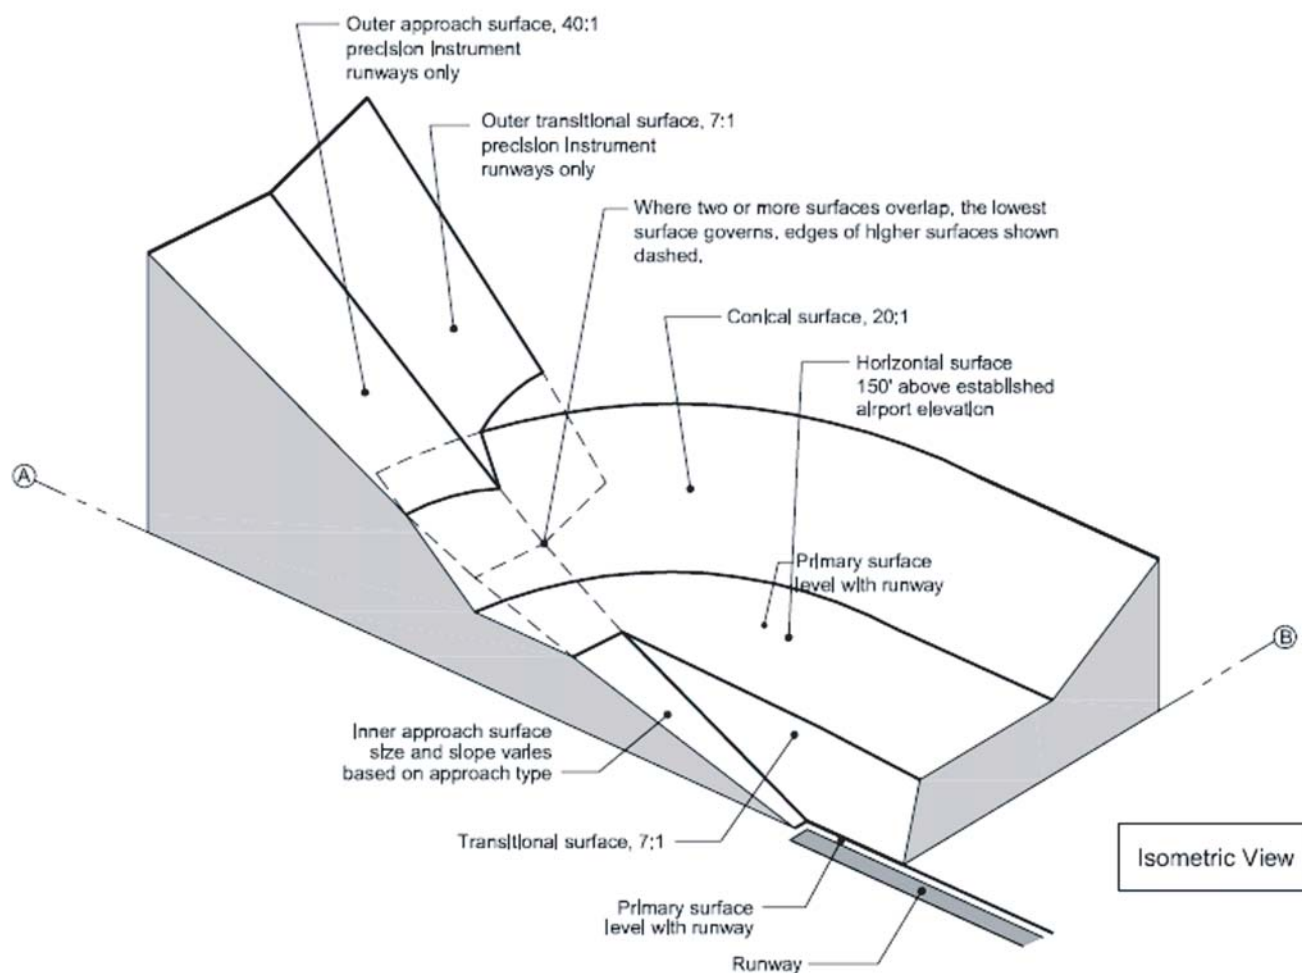 Outer approach surface, 40:1
precision instrument
runways only
Outer transitional surface, 7:1
precision instrument
runways only
Where two or more surfaces overlap, the lowest
surface governs, edges of higher surfaces shown
dashed.
Conical surface, 20:1
Horizontal surface
150' above established
airport elevation
A
Primary surface
level with runway
B
Inner approach surface
size and slope varies
based on approach type
Transitional surface, 7:1
Isometric View
Primary surface
level with runway
Runway